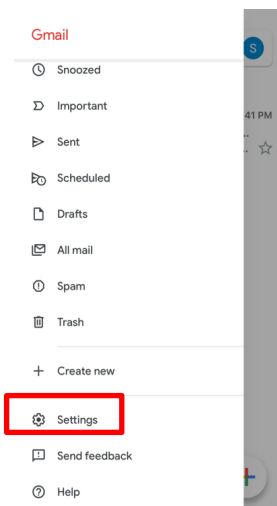 Gmail
S
Snoozed
Important
41 PM
Sent
Scheduled
Drafts
All mail
Spam
Trash
Create new
Settings
Send feedback
Help